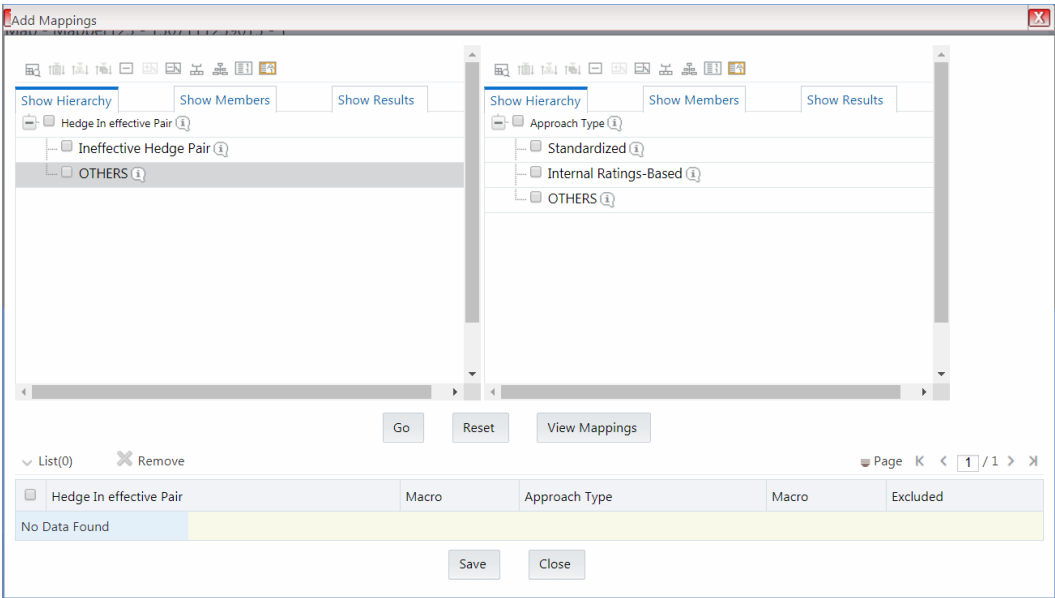 Add Mappings
X
Show Hierarchy Show Members Show Results
Hedge In effective Pair
Ineffective Hedge Pair
OTHERS
Show Hierarchy Show Members Show Results
Approach Type
Standardized
Internal Ratings-Based
OTHERS
Go Reset View Mappings
List(0) Remove Page 1 / 1
Hedge In effective Pair Macro Approach Type Macro Excluded
No Data Found
Save Close